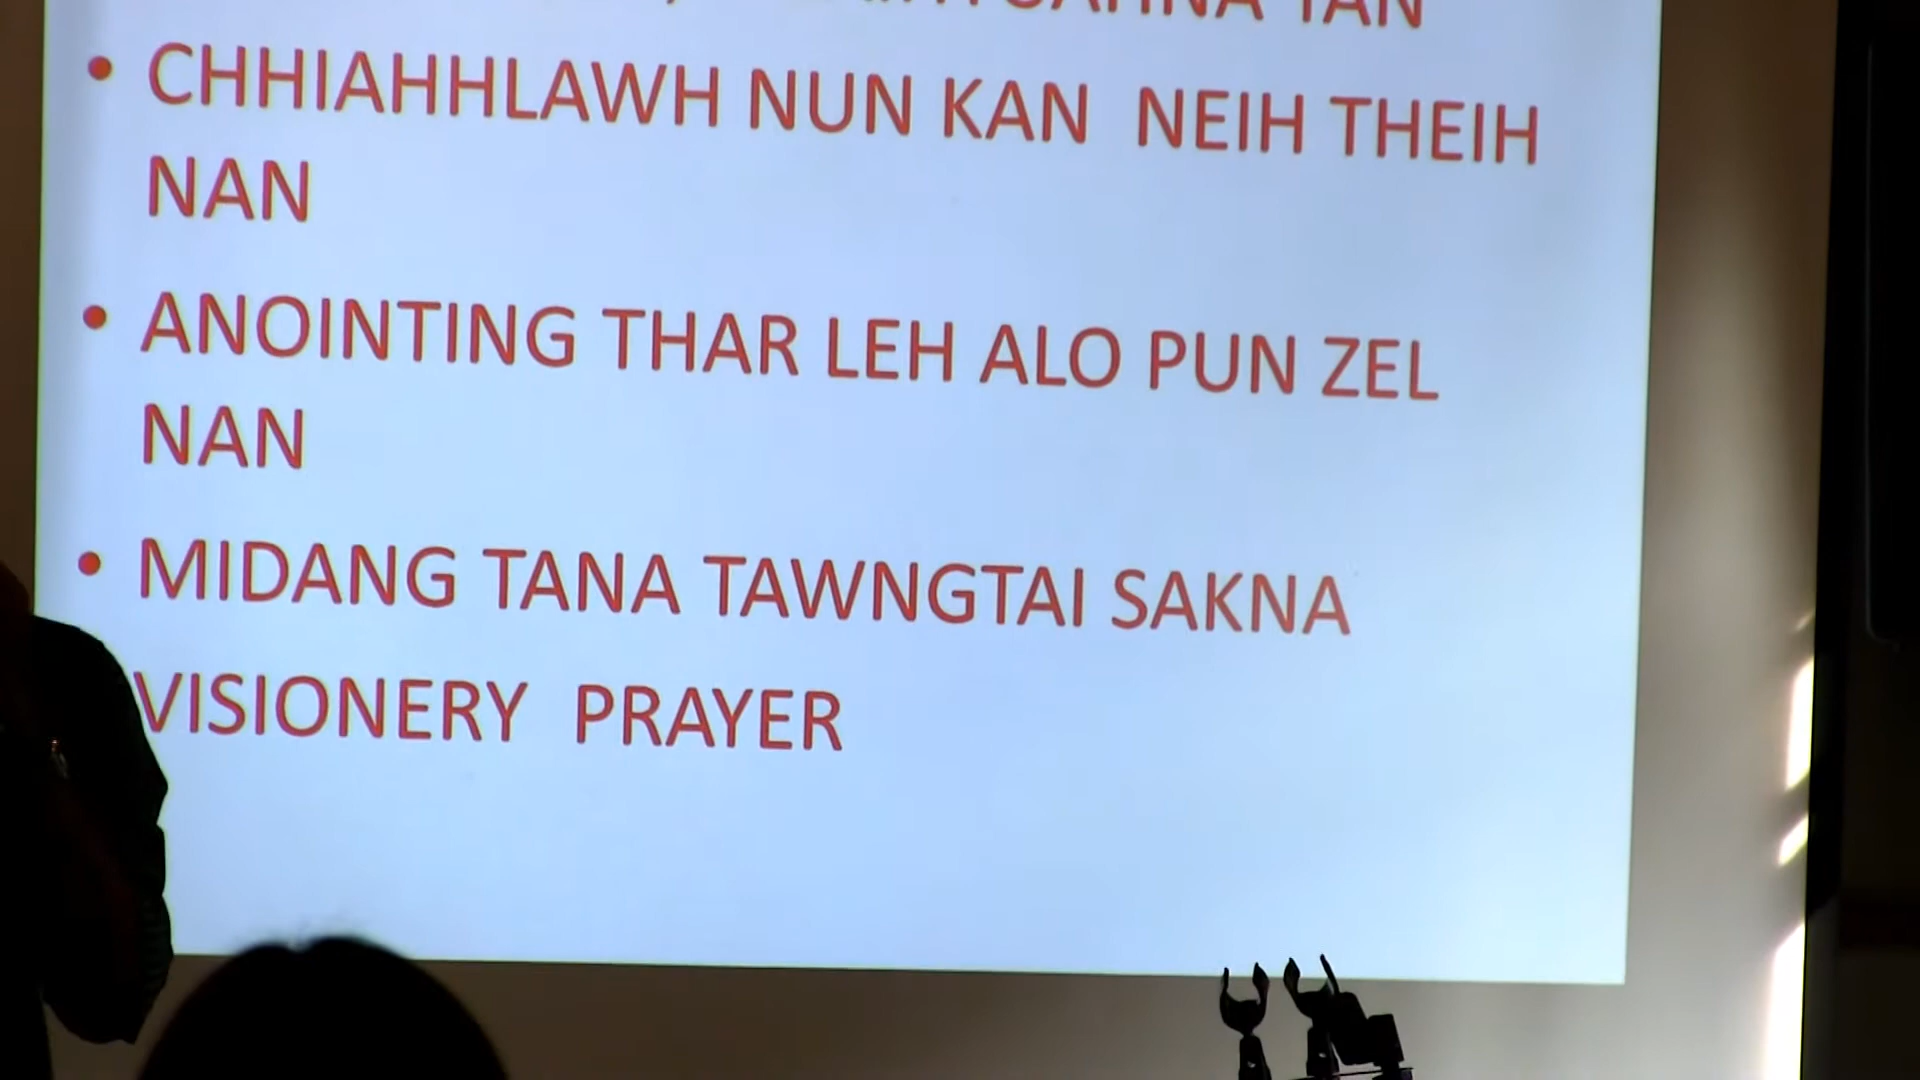 TAN
• CHHIAHHLAWH NUN KAN NEIH THEIH
NAN
• ANOINTING THAR LEH ALO PUN ZEL
NAN
• MIDANG TANA TAWNGTAI SAKNA
VISIONERY PRAYER